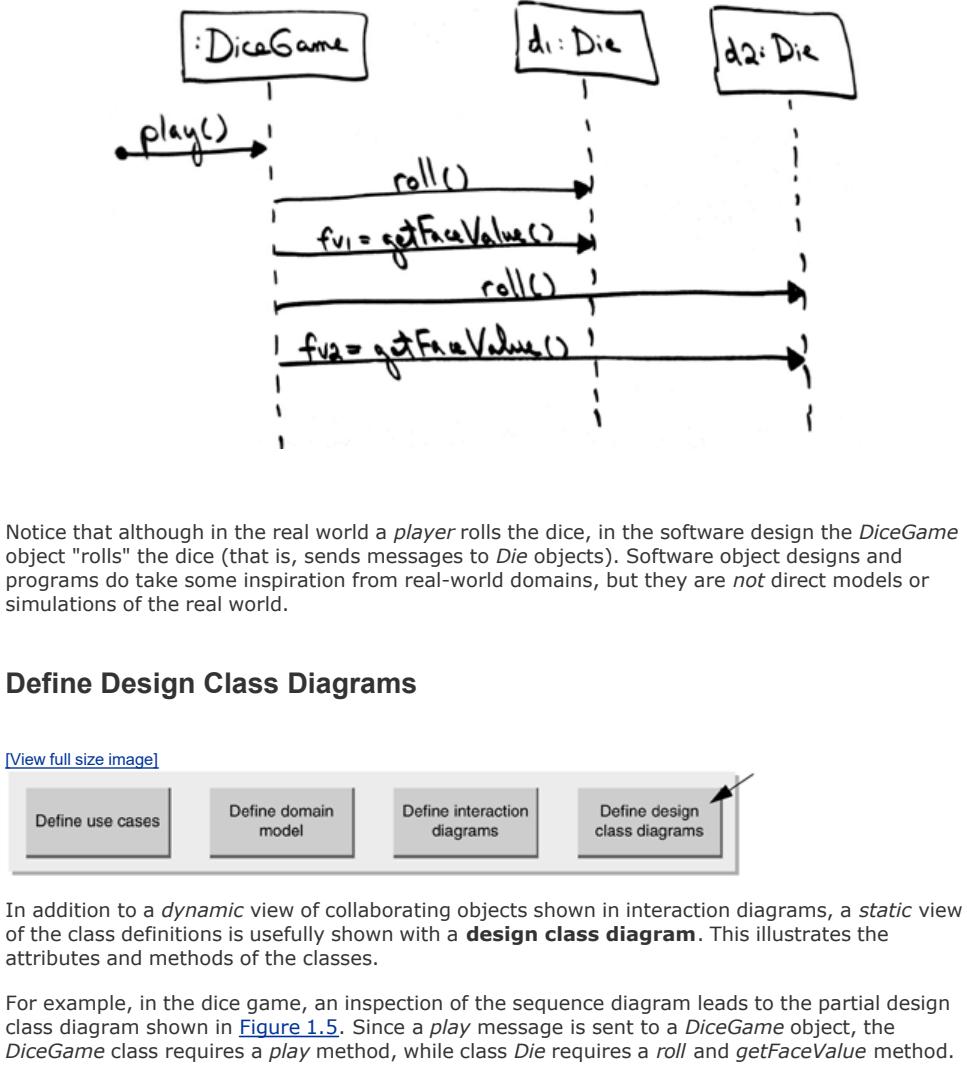 :DiceGame
d1: Die
d2: Die
play()
roll()
fv1 = getFaceValue()
roll()
fv2 = getFaceValue()
Notice that although in the real world a player rolls the dice, in the software design the DiceGame
object "rolls" the dice (that is, sends messages to Die objects). Software object designs and
programs do take some inspiration from real-world domains, but they are not direct models or
simulations of the real world.
Define Design Class Diagrams
[View full size image]
Define use cases
Define domain
model
Define interaction
diagrams
Define design
class diagrams
In addition to a dynamic view of collaborating objects shown in interaction diagrams, a static view
of the class definitions is usefully shown with a design class diagram. This illustrates the
attributes and methods of the classes.
For example, in the dice game, an inspection of the sequence diagram leads to the partial design
class diagram shown in Figure 1.5. Since a play message is sent to a DiceGame object, the
DiceGame class requires a play method, while class Die requires a roll and getFaceValue method.